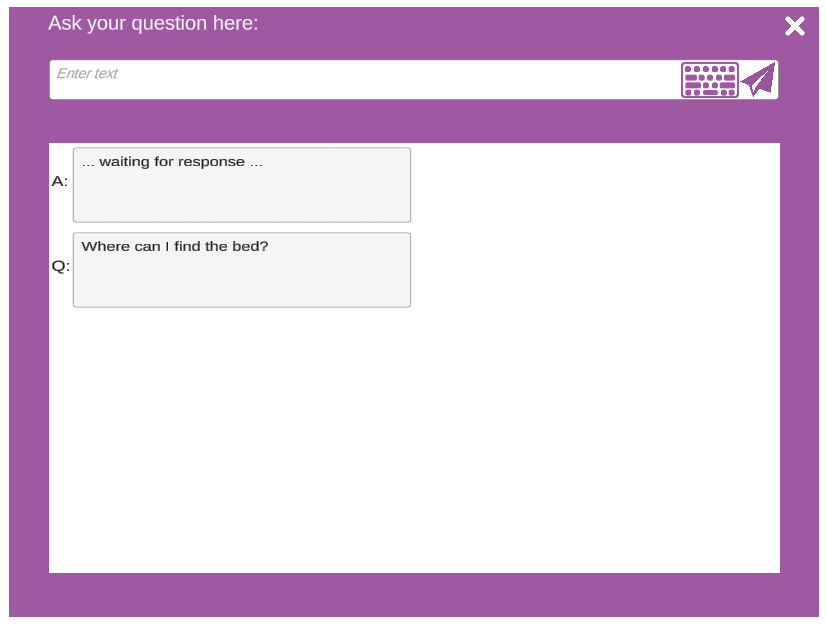 Ask your question here:
Enter text
A:
... waiting for response ...
Q:
Where can I find the bed?